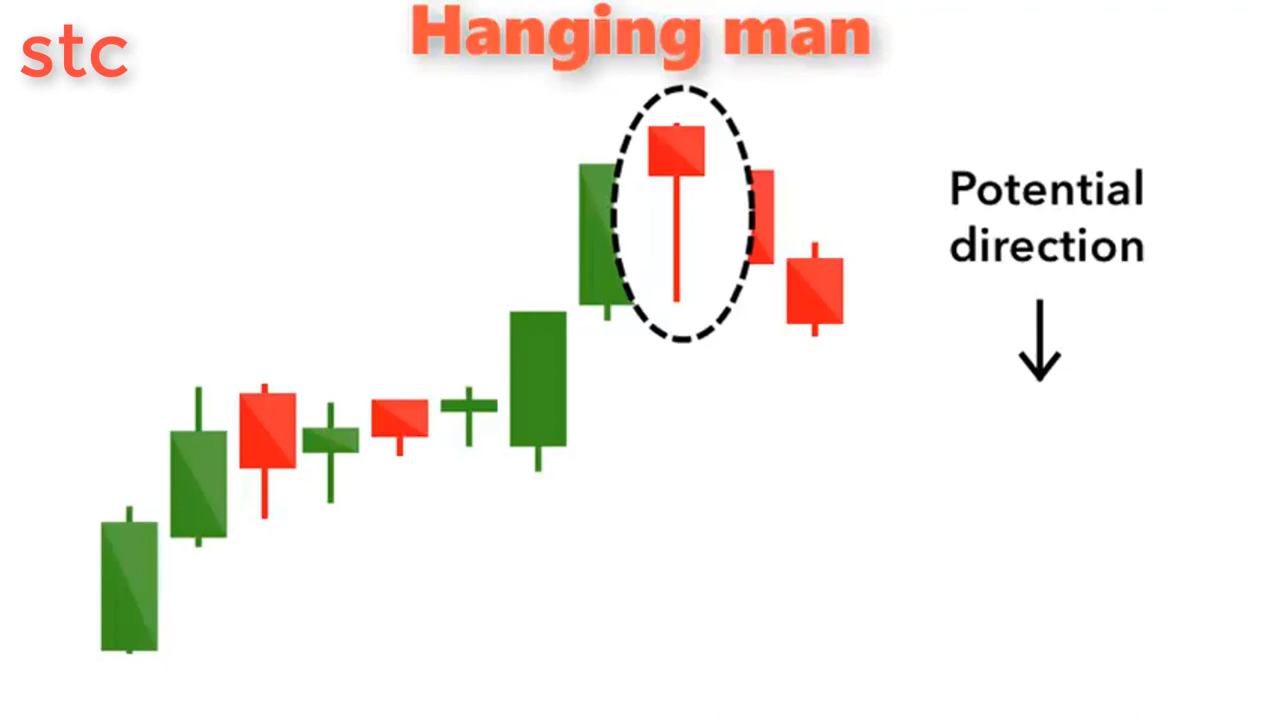 stc
Hanging man
Potential
direction